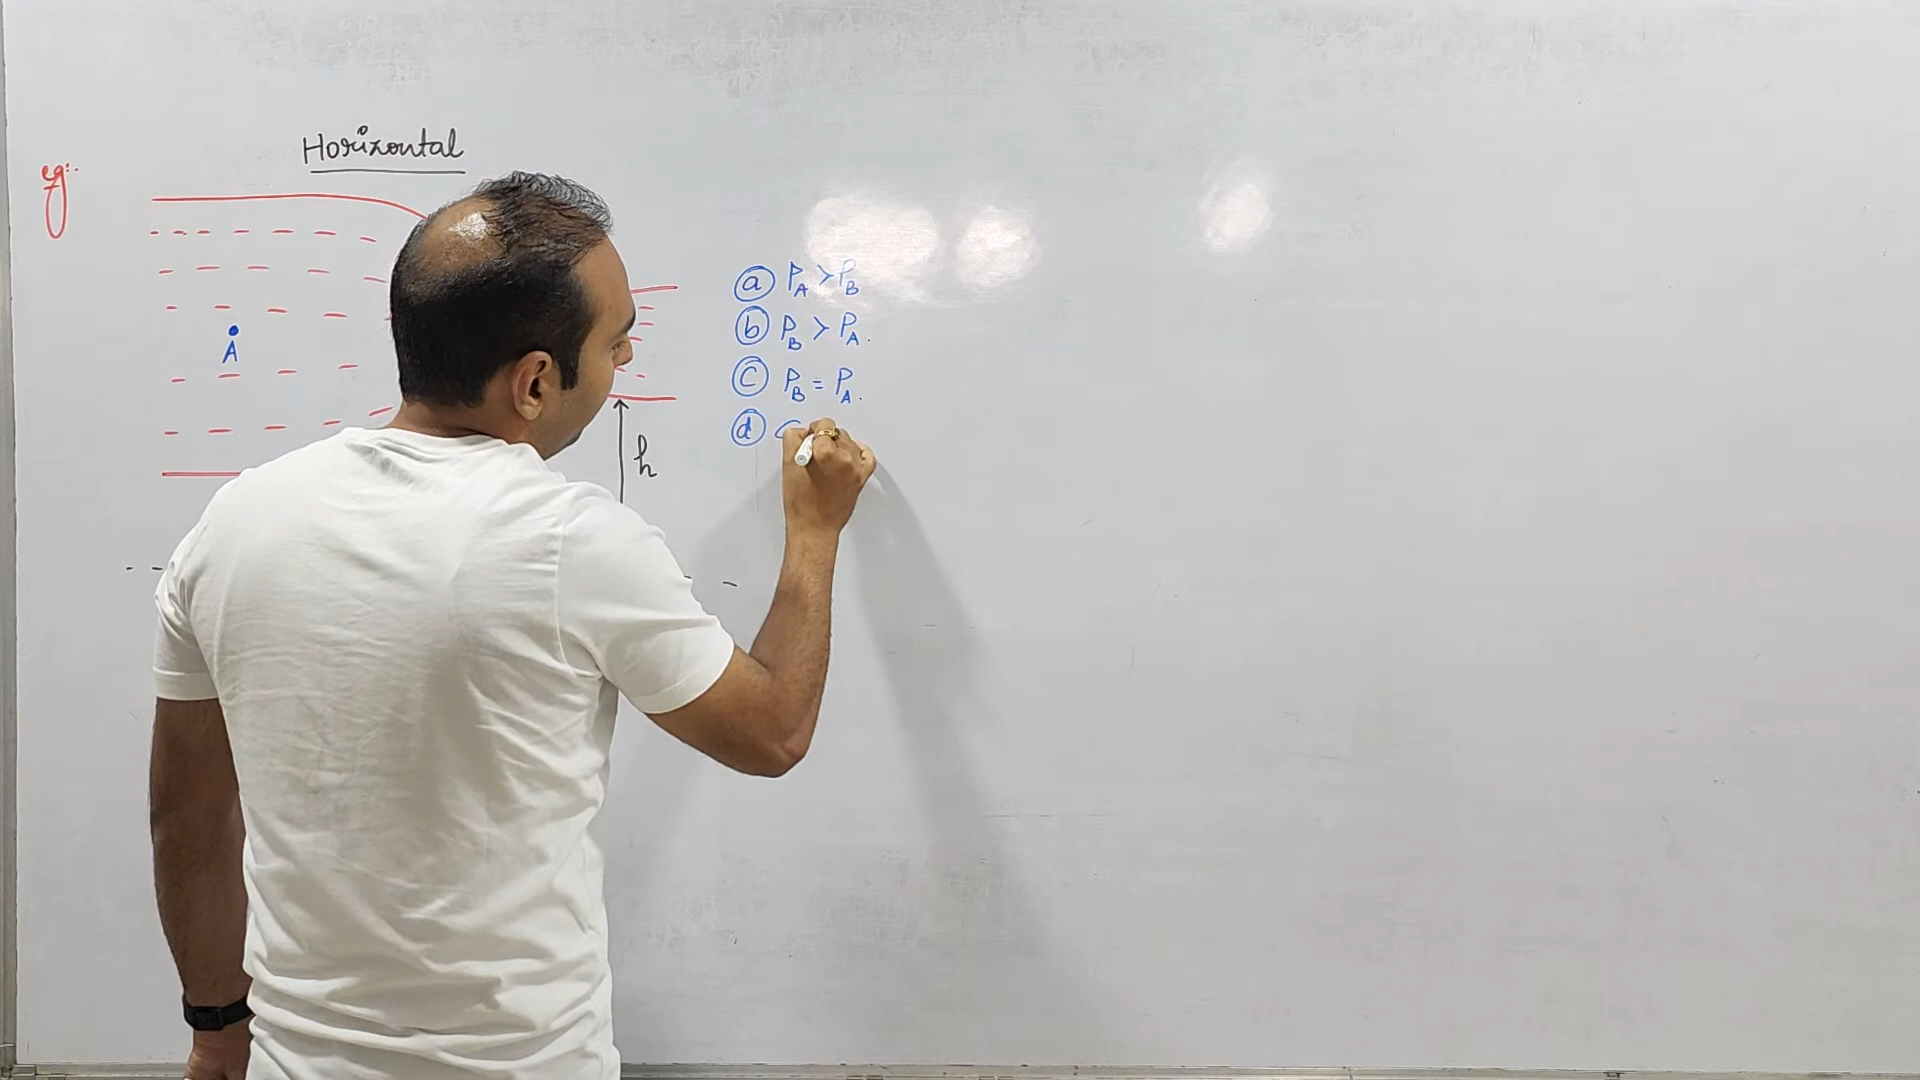 Horizontal
eg:
A
h
(a) P_A > P_B
(b) P_B > P_A.
(c) P_B = P_A.
(d)